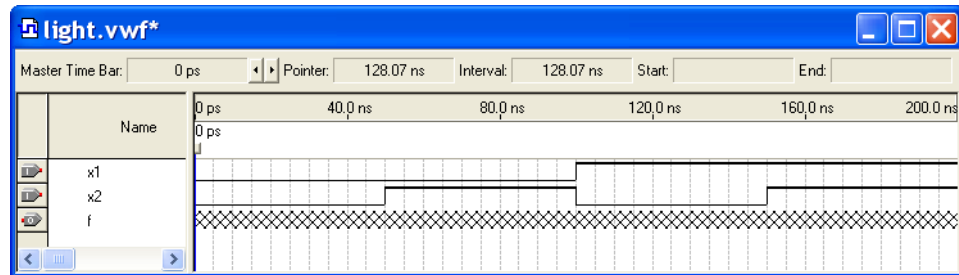 light.vwf*
Master Time Bar: 0 ps Pointer: 128.07 ns Interval: 128.07 ns Start: End:
Name 0 ps 40.0 ns 80.0 ns 120.0 ns 160.0 ns 200.0 ns
0 ps
x1
x2
f